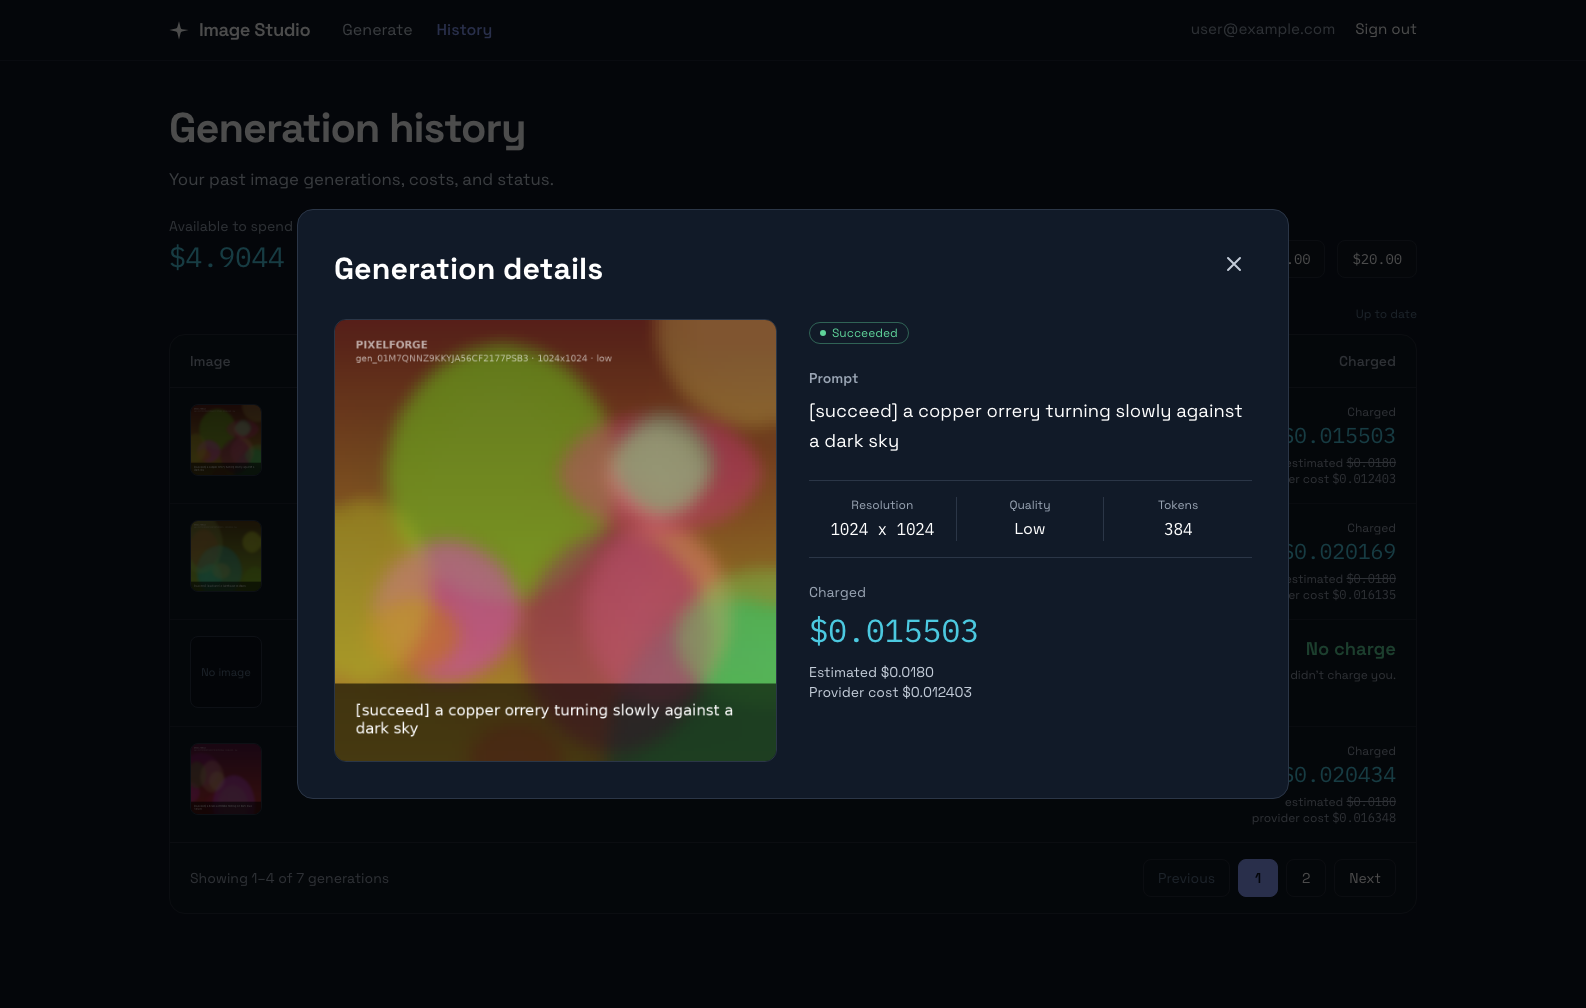 Image Studio
Generate
History
user@example.com
Sign out
Generation history
Your past image generations, costs, and status.
Available to spend
$4.9044
.00
$20.00
Up to date
Image
Charged
Generation details
PIXELFORGE
gen_01M7QNNZ9KKYJA56CF2177PSB3 · 1024x1024 · low
[succeed] a copper orrery turning slowly against a
dark sky
Succeeded
Prompt
[succeed] a copper orrery turning slowly against
a dark sky
Resolution
Quality
Tokens
1024 x 1024
Low
384
Charged
$0.015503
Estimated $0.0180
Provider cost $0.012403
Charged
$0.015503
stimated $0.0180
er cost $0.012403
Charged
$0.020169
stimated $0.0180
er cost $0.016135
No image
No charge
didn't charge you.
Charged
$0.020434
estimated $0.0180
provider cost $0.016348
Showing 1–4 of 7 generations
Previous
1
2
Next